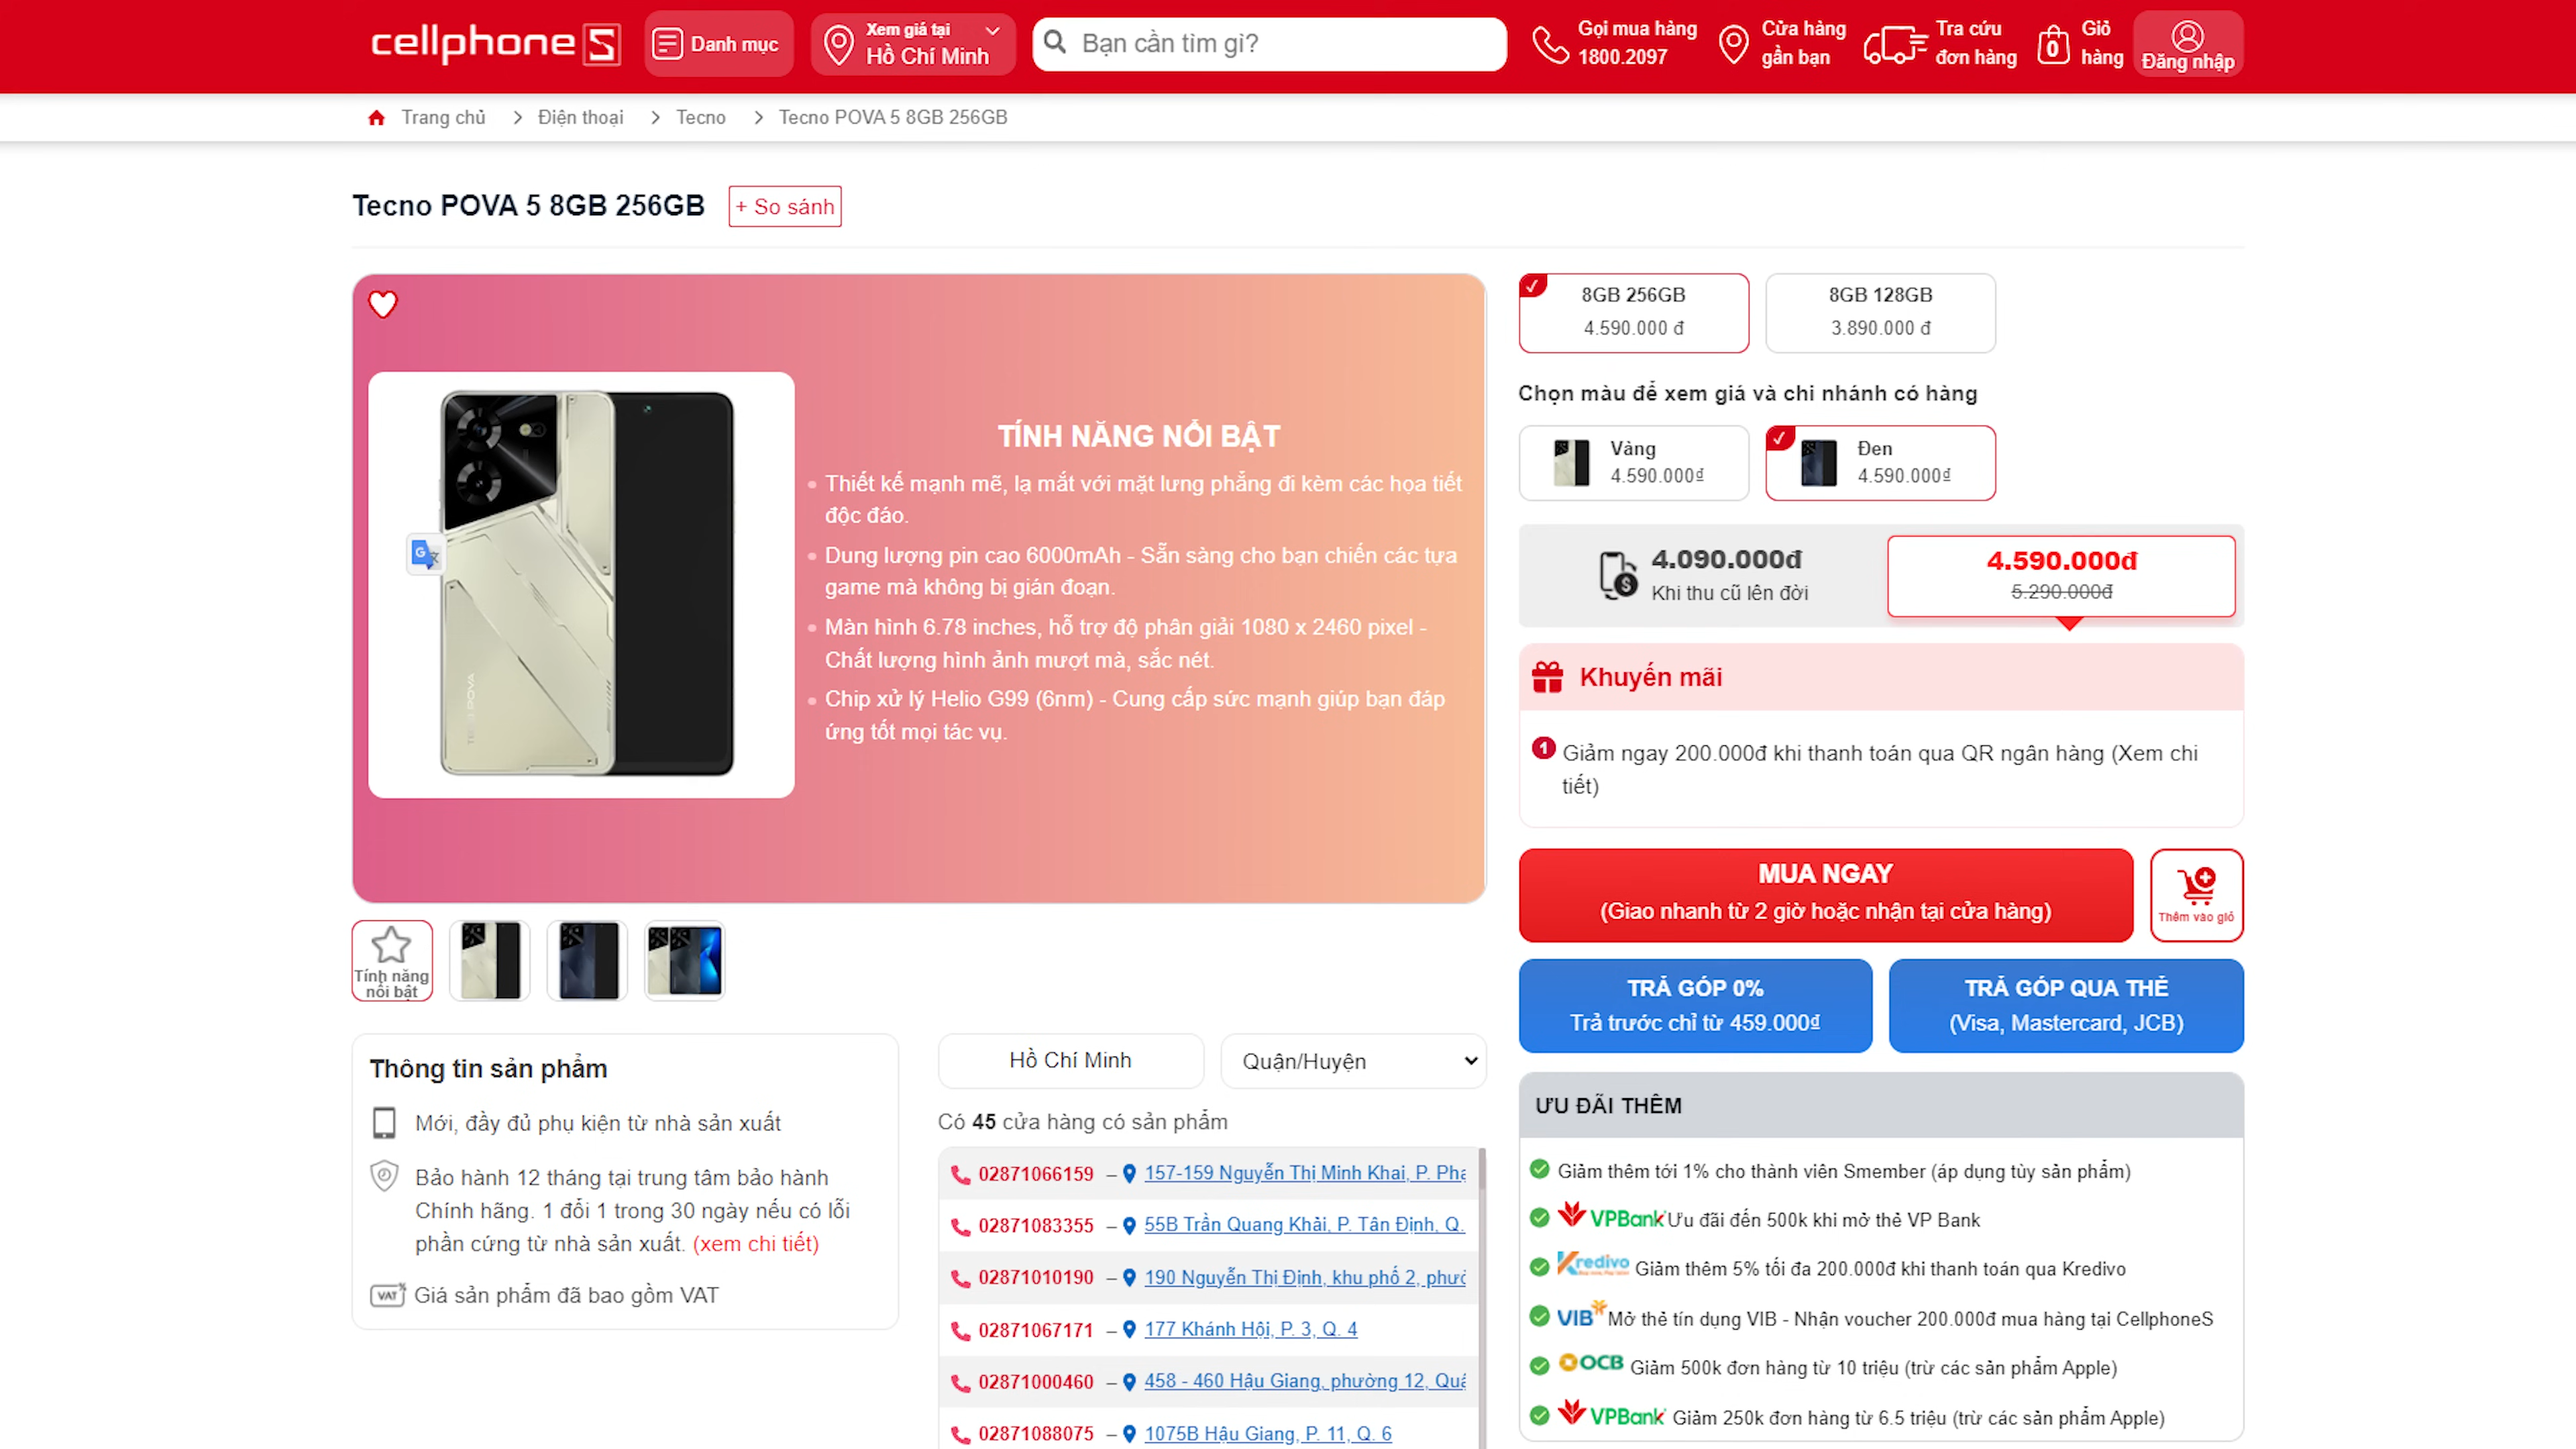 cellphoneS
Danh mục
Xem giá tại
Hồ Chí Minh
Bạn cần tìm gì?
Gọi mua hàng
1800.2097
Cửa hàng
gần bạn
Tra cứu
đơn hàng
0
Giỏ
hàng
Đăng nhập
Trang chủ
Điện thoại
Tecno
Tecno POVA 5 8GB 256GB
Tecno POVA 5 8GB 256GB
+ So sánh
TÍNH NĂNG NỔI BẬT
Thiết kế mạnh mẽ, lạ mắt với mặt lưng phẳng đi kèm các họa tiết
độc đáo.
Dung lượng pin cao 6000mAh - Sẵn sàng cho bạn chiến các tựa
game mà không bị gián đoạn.
Màn hình 6.78 inches, hỗ trợ độ phân giải 1080 x 2460 pixel -
Chất lượng hình ảnh mượt mà, sắc nét.
Chip xử lý Helio G99 (6nm) - Cung cấp sức mạnh giúp bạn đáp
ứng tốt mọi tác vụ.
Tính năng
nổi bật
Thông tin sản phẩm
Mới, đầy đủ phụ kiện từ nhà sản xuất
Bảo hành 12 tháng tại trung tâm bảo hành
Chính hãng. 1 đổi 1 trong 30 ngày nếu có lỗi
phần cứng từ nhà sản xuất. (xem chi tiết)
VAT
Giá sản phẩm đã bao gồm VAT
Hồ Chí Minh
Quận/Huyện
Có 45 cửa hàng có sản phẩm
02871066159 – 157-159 Nguyễn Thị Minh Khai, P. Phạ
02871083355 – 55B Trần Quang Khải, P. Tân Định, Q.
02871010190 – 190 Nguyễn Thị Định, khu phố 2, phườ
02871067171 – 177 Khánh Hội, P. 3, Q. 4
02871000460 – 458 - 460 Hậu Giang, phường 12, Quậ
02871088075 – 1075B Hậu Giang, P. 11, Q. 6
8GB 256GB
4.590.000 đ
8GB 128GB
3.890.000 đ
Chọn màu để xem giá và chi nhánh có hàng
Vàng
4.590.000₫
Đen
4.590.000₫
4.090.000đ
Khi thu cũ lên đời
4.590.000đ
5.290.000đ
Khuyến mãi
1 Giảm ngay 200.000đ khi thanh toán qua QR ngân hàng (Xem chi
tiết)
MUA NGAY
(Giao nhanh từ 2 giờ hoặc nhận tại cửa hàng)
Thêm vào giỏ
TRẢ GÓP 0%
Trả trước chỉ từ 459.000₫
TRẢ GÓP QUA THẺ
(Visa, Mastercard, JCB)
ƯU ĐÃI THÊM
Giảm thêm tới 1% cho thành viên Smember (áp dụng tùy sản phẩm)
VPBank Ưu đãi đến 500k khi mở thẻ VP Bank
Kredivo Giảm thêm 5% tối đa 200.000đ khi thanh toán qua Kredivo
VIB Mở thẻ tín dụng VIB - Nhận voucher 200.000đ mua hàng tại CellphoneS
OCB Giảm 500k đơn hàng từ 10 triệu (trừ các sản phẩm Apple)
VPBank Giảm 250k đơn hàng từ 6.5 triệu (trừ các sản phẩm Apple)